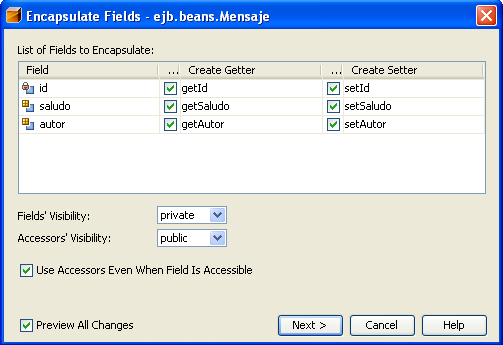 Encapsulate Fields - ejb.beans.Mensaje
List of Fields to Encapsulate:
Field ... Create Getter ... Create Setter
id getId setId
saludo getSaludo setSaludo
autor getAutor setAutor
Fields' Visibility: private
Accessors' Visibility: public
Use Accessors Even When Field Is Accessible
Preview All Changes Next > Cancel Help